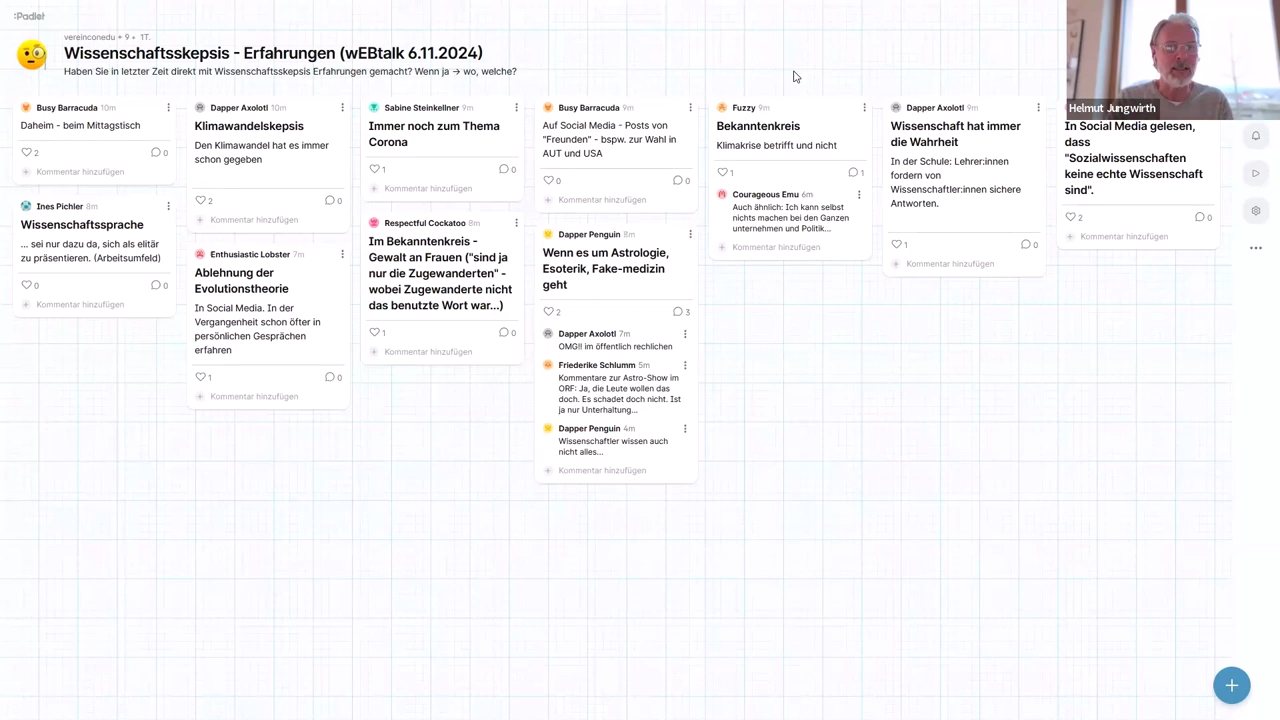 :Padlet
vereinconedu + 9 • 1T.
Wissenschaftsskepsis - Erfahrungen (wEBtalk 6.11.2024)
Haben Sie in letzter Zeit direkt mit Wissenschaftsskepsis Erfahrungen gemacht? Wenn ja → wo, welche?
Helmut Jungwirth
Busy Barracuda 10m
Daheim - beim Mittagstisch
2 0
Kommentar hinzufügen
Ines Pichler 8m
Wissenschaftssprache
... sei nur dazu da, sich als elitär
zu präsentieren. (Arbeitsumfeld)
0 0
Kommentar hinzufügen
Dapper Axolotl 10m
Klimawandelskepsis
Den Klimawandel hat es immer
schon gegeben
2 0
Kommentar hinzufügen
Enthusiastic Lobster 7m
Ablehnung der
Evolutionstheorie
In Social Media. In der
Vergangenheit schon öfter in
persönlichen Gesprächen
erfahren
1 0
Kommentar hinzufügen
Sabine Steinkellner 9m
Immer noch zum Thema
Corona
1 0
Kommentar hinzufügen
Respectful Cockatoo 8m
Im Bekanntenkreis -
Gewalt an Frauen ("sind ja
nur die Zugewanderten" -
wobei Zugewanderte nicht
das benutzte Wort war...)
1 0
Kommentar hinzufügen
Busy Barracuda 9m
Auf Social Media - Posts von
"Freunden" - bspw. zur Wahl in
AUT und USA
0 0
Kommentar hinzufügen
Dapper Penguin 8m
Wenn es um Astrologie,
Esoterik, Fake-medizin
geht
2 3
Dapper Axolotl 7m
OMG!! im öffentlich rechlichen
Friederike Schlumm 5m
Kommentare zur Astro-Show im
ORF: Ja, die Leute wollen das
doch. Es schadet doch nicht. Ist
ja nur Unterhaltung...
Dapper Penguin 4m
Wissenschaftler wissen auch
nicht alles...
Kommentar hinzufügen
Fuzzy 9m
Bekanntenkreis
Klimakrise betrifft und nicht
1 1
Courageous Emu 6m
Auch ähnlich: Ich kann selbst
nichts machen bei den Ganzen
unternehmen und Politik...
Kommentar hinzufügen
Dapper Axolotl 9m
Wissenschaft hat immer
die Wahrheit
In der Schule: Lehrer:innen
fordern von
Wissenschaftler:innen sichere
Antworten.
1 0
Kommentar hinzufügen
In Social Media gelesen,
dass
"Sozialwissenschaften
keine echte Wissenschaft
sind".
2 0
Kommentar hinzufügen